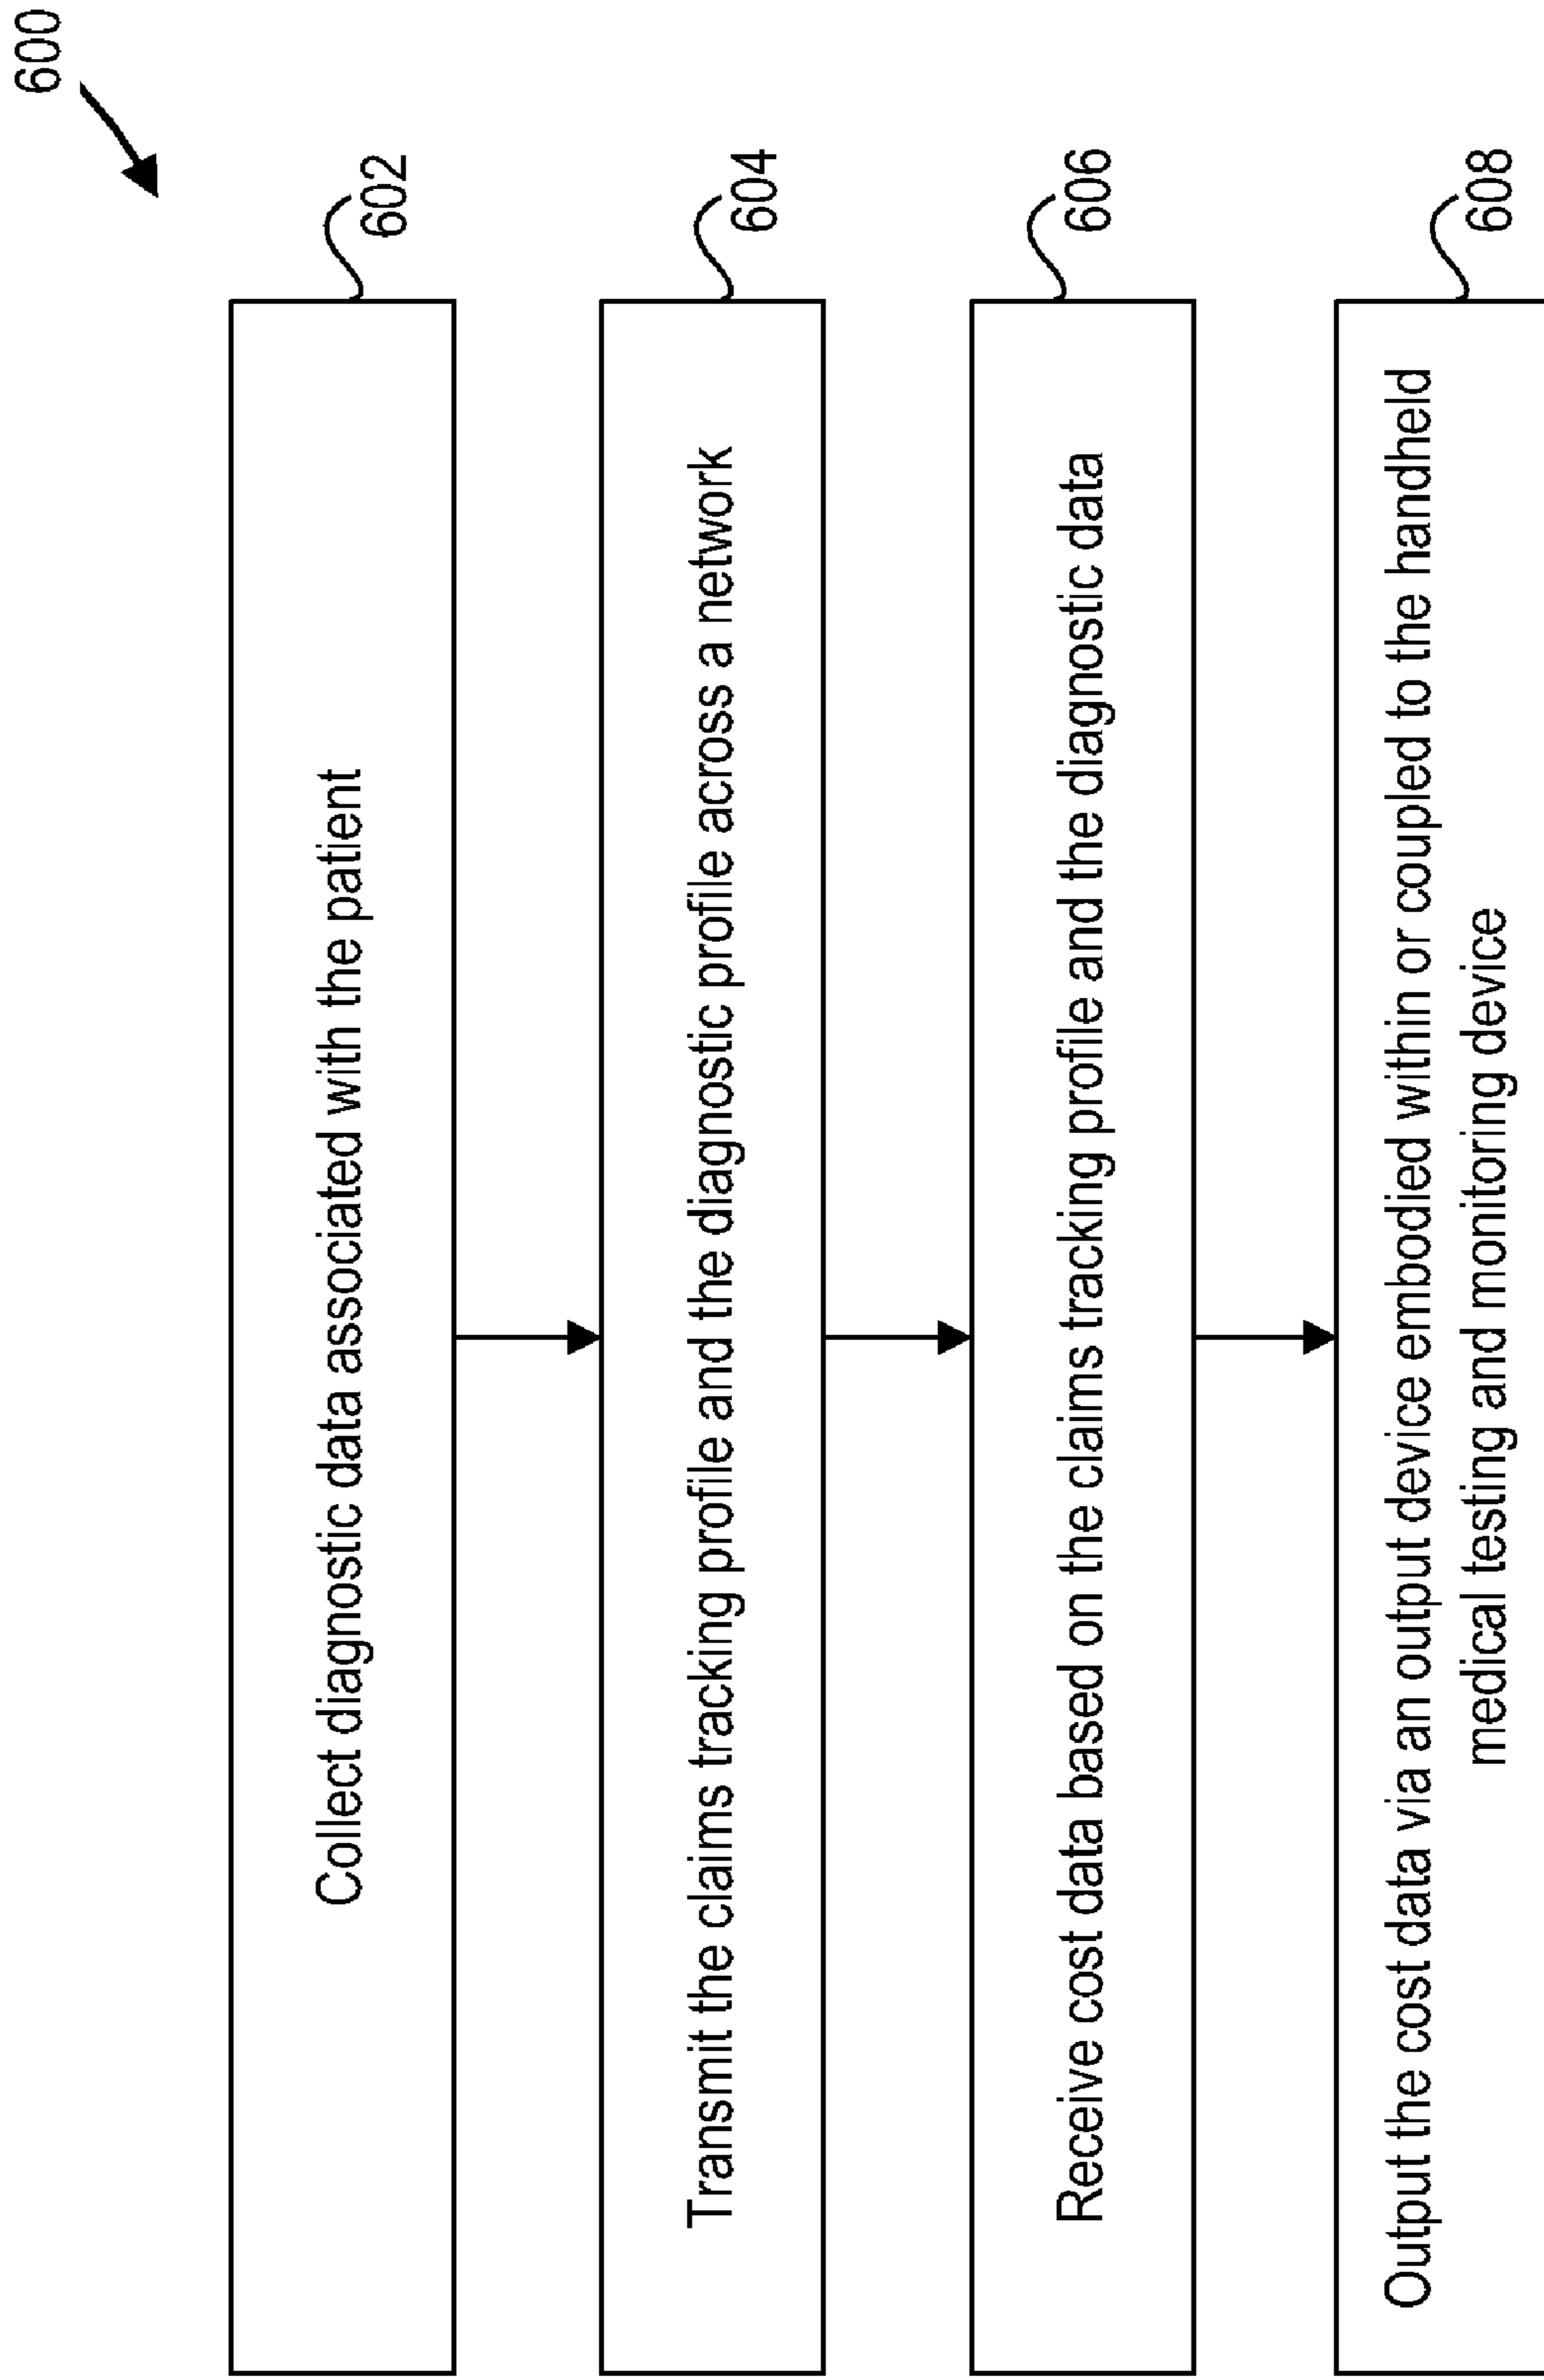 600
Collect diagnostic data associated with the patient
602
Transmit the claims tracking profile and the diagnostic profile across a network
604
Receive cost data based on the claims tracking profile and the diagnostic data
606
Output the cost data via an output device embodied within or coupled to the handheld
medical testing and monitoring device
608